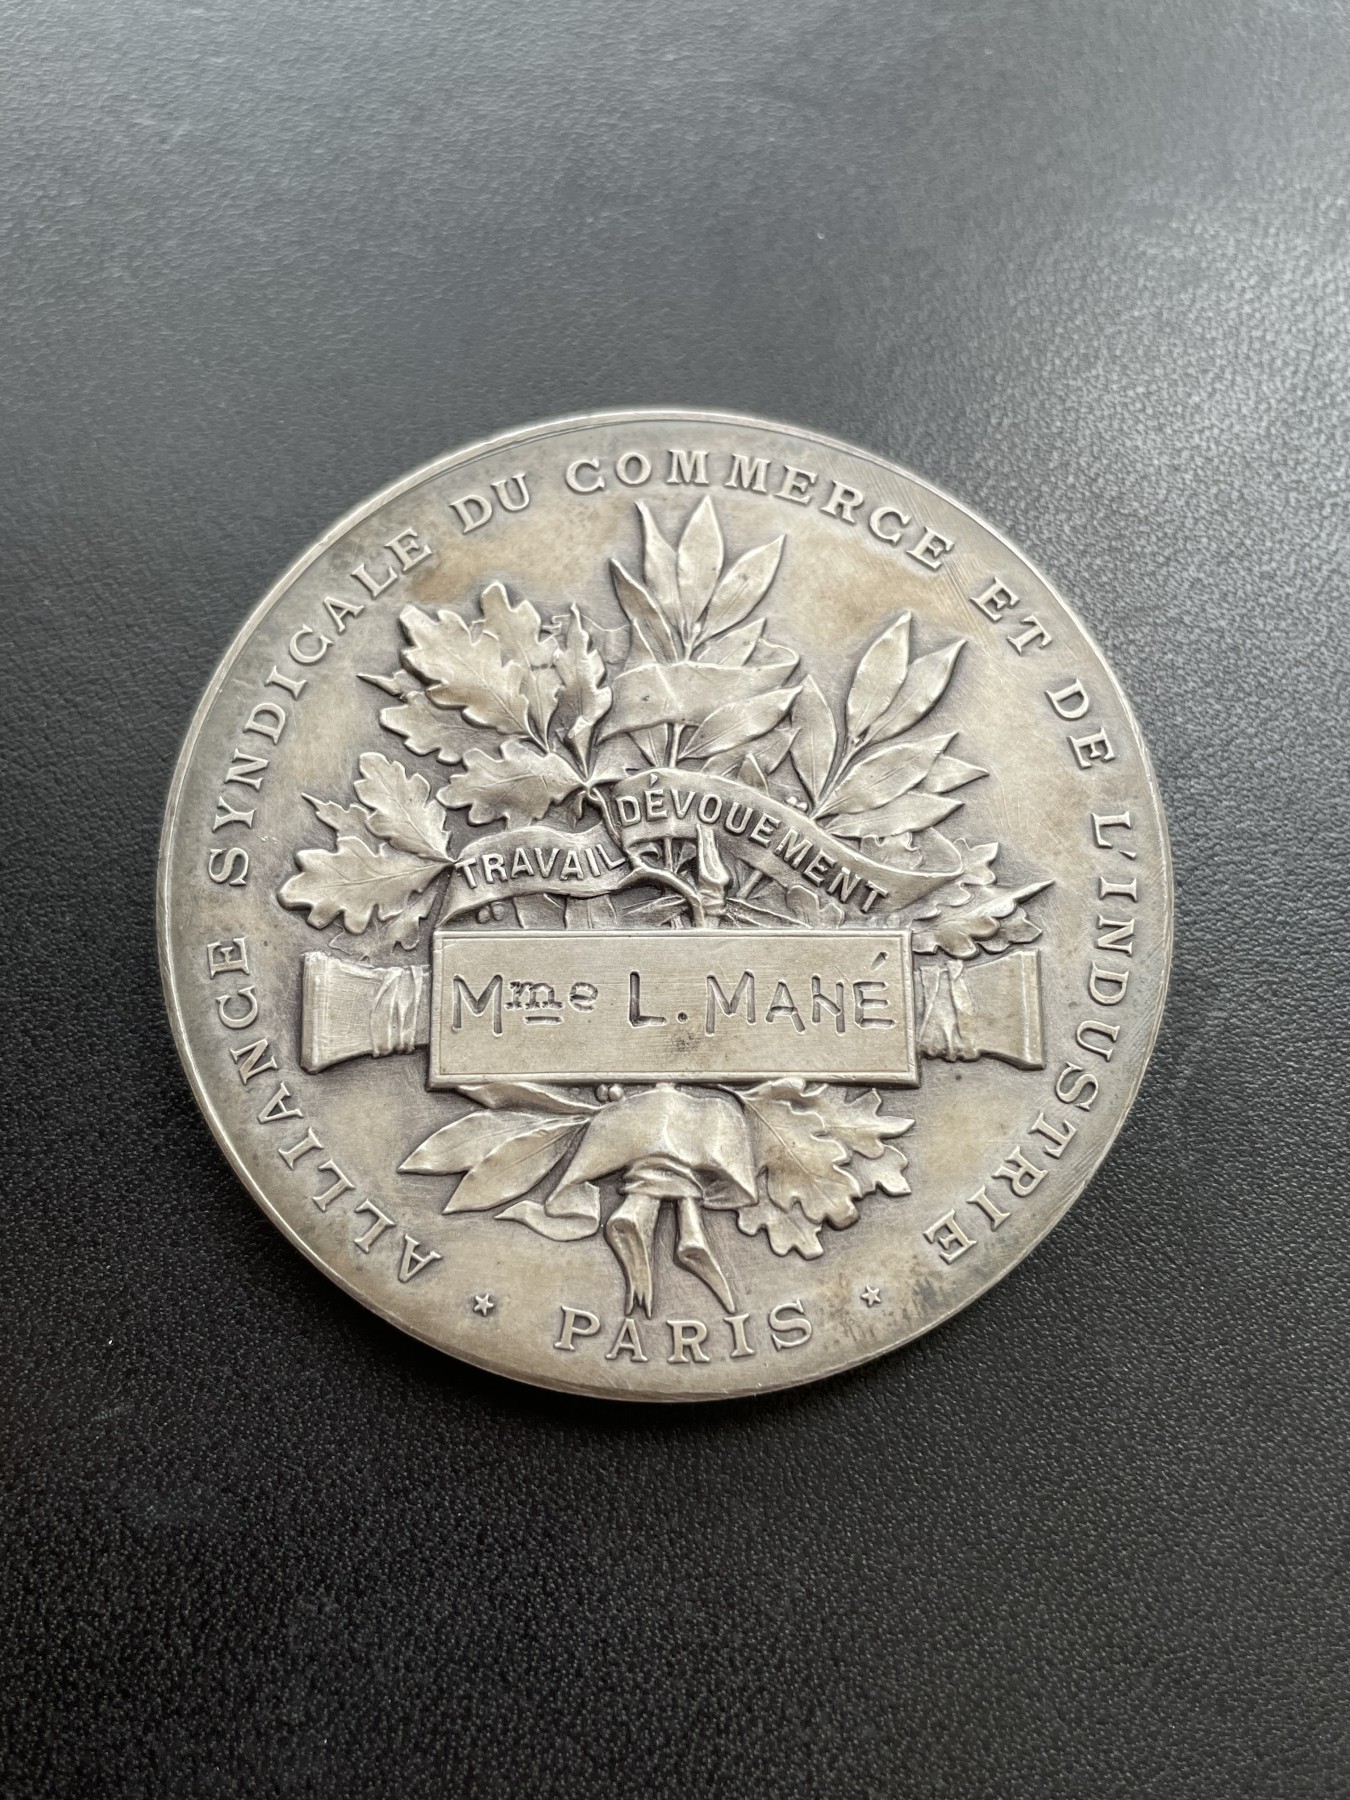 ALLIANCE SYNDICALE DU COMMERCE ET DE L'INDUSTRIE
TRAVAIL
DÉVOUEMENT
Mme L. MAHÉ
* PARIS *